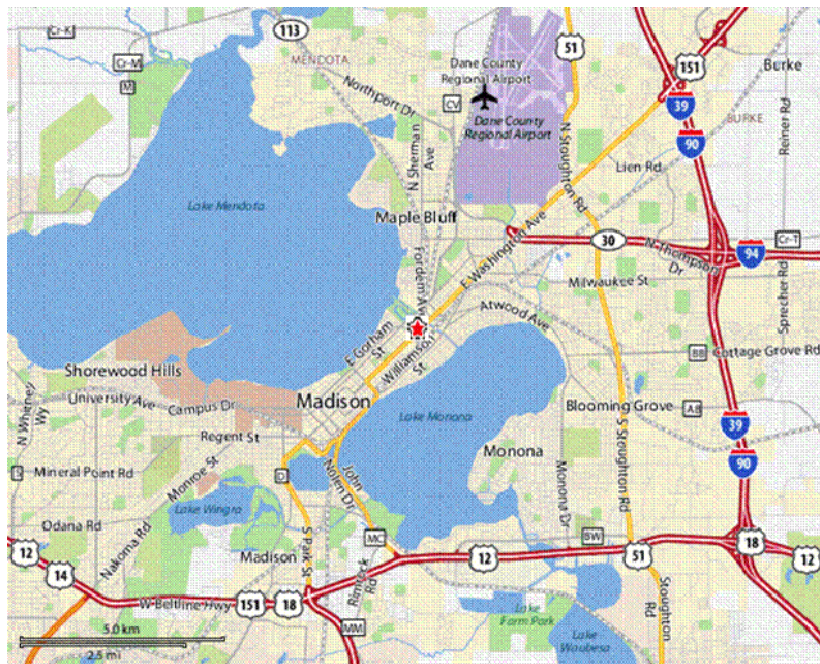 Cr-K
113
51
Cr-M
M
MENDOTA
Dane County
Regional Airport
151
Burke
Northport Dr
CV
Dane County
Regional Airport
39
BURKE
90
N Sherman
Ave
N Stoughton Rd
Lien Rd
Reiner Rd
Lake Mendota
Maple Bluff
E Washington Ave
30
N Thompson
Dr
Cr-T
94
Fordem Ave
Milwaukee St
Sprecher Rd
Atwood Ave
E Gorham
St
Williamson
St
BB
Cottage Grove Rd
Shorewood Hills
N Whitney
Wy
University Ave
Campus Dr
Madison
Lake Monona
Blooming Grove
AB
39
Regent St
S Stoughton Rd
Monona
90
Mineral Point Rd
Monroe St
D
John
Nolen Dr
Monona Dr
Lake Wingra
Odana Rd
Nakoma Rd
S Park St
MC
BW
12
Madison
12
51
18
12
14
Rimrock
Rd
W Beltline Hwy
151
18
Stoughton
Rd
Lake
Farm Park
MM
5.0 km
2.5 mi
Lake
Waubesa